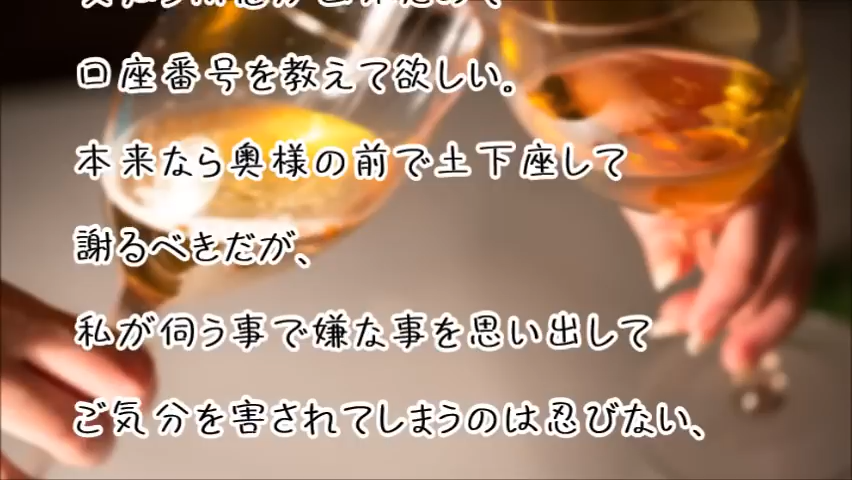 口座番号を教えて欲しい。
本来なら奥様の前で土下座して
謝るべきだが、
私が伺う事で嫌な事を思い出して
ご気分を害されてしまうのは忍びない、